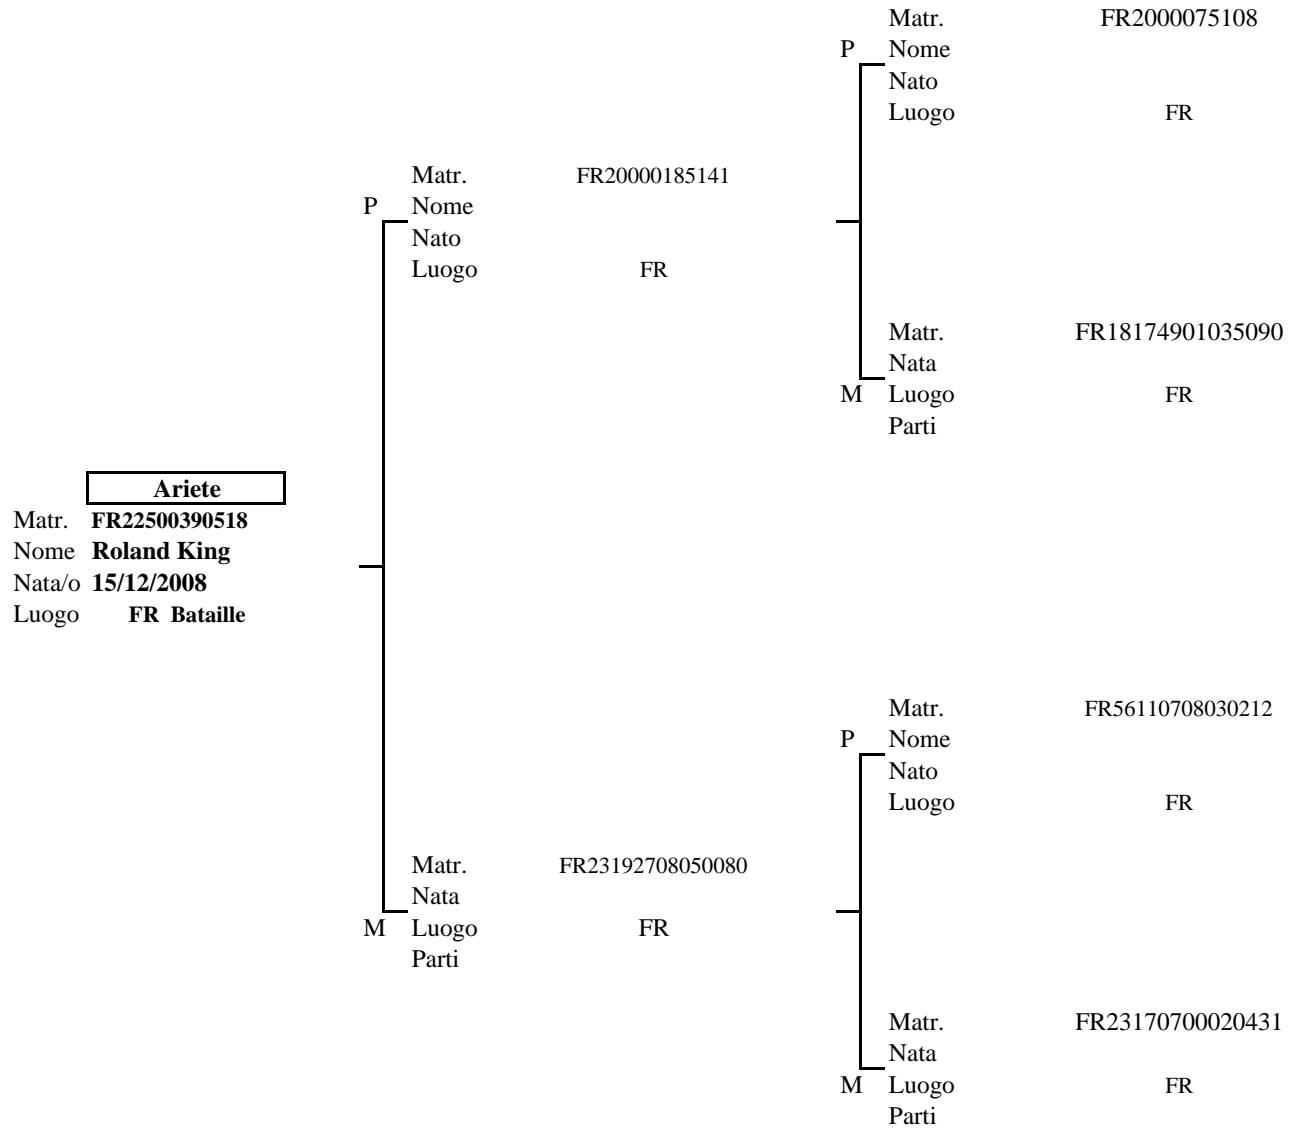 Matr. FR2000075108
P Nome
Nato
Luogo FR
Matr. FR20000185141
P Nome
Nato
Luogo FR
Matr. FR18174901035090
Nata
M Luogo FR
Parti
Ariete
Matr. FR22500390518
Nome Roland King
Nata/o 15/12/2008
Luogo FR Bataille
Matr. FR56110708030212
P Nome
Nato
Luogo FR
Matr. FR23192708050080
Nata
M Luogo FR
Parti
Matr. FR23170700020431
Nata
M Luogo FR
Parti